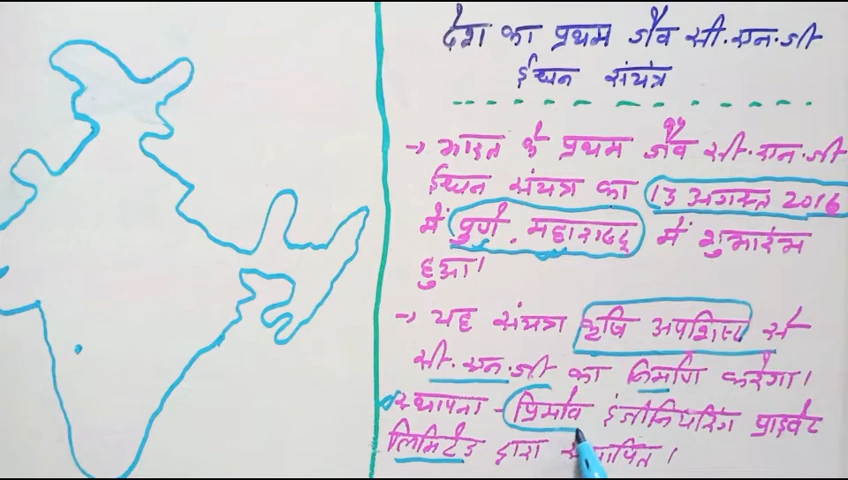 देश का प्रथम जैव सी.एन.जी
ईंधन संयंत्र
→ भारत के प्रथम जैव सी.एन.जी
ईंधन संयंत्र का 13 अगस्त 2016
में पुणे, महाराष्ट्र में शुभारंभ
हुआ।
→ यह संयंत्र कृषि अपशिष्ट से
सी.एन.जी का निर्माण करेगा।
स्थापना - प्रिमोव इंजीनियरिंग प्राइवेट
लिमिटेड द्वारा स्थापित।